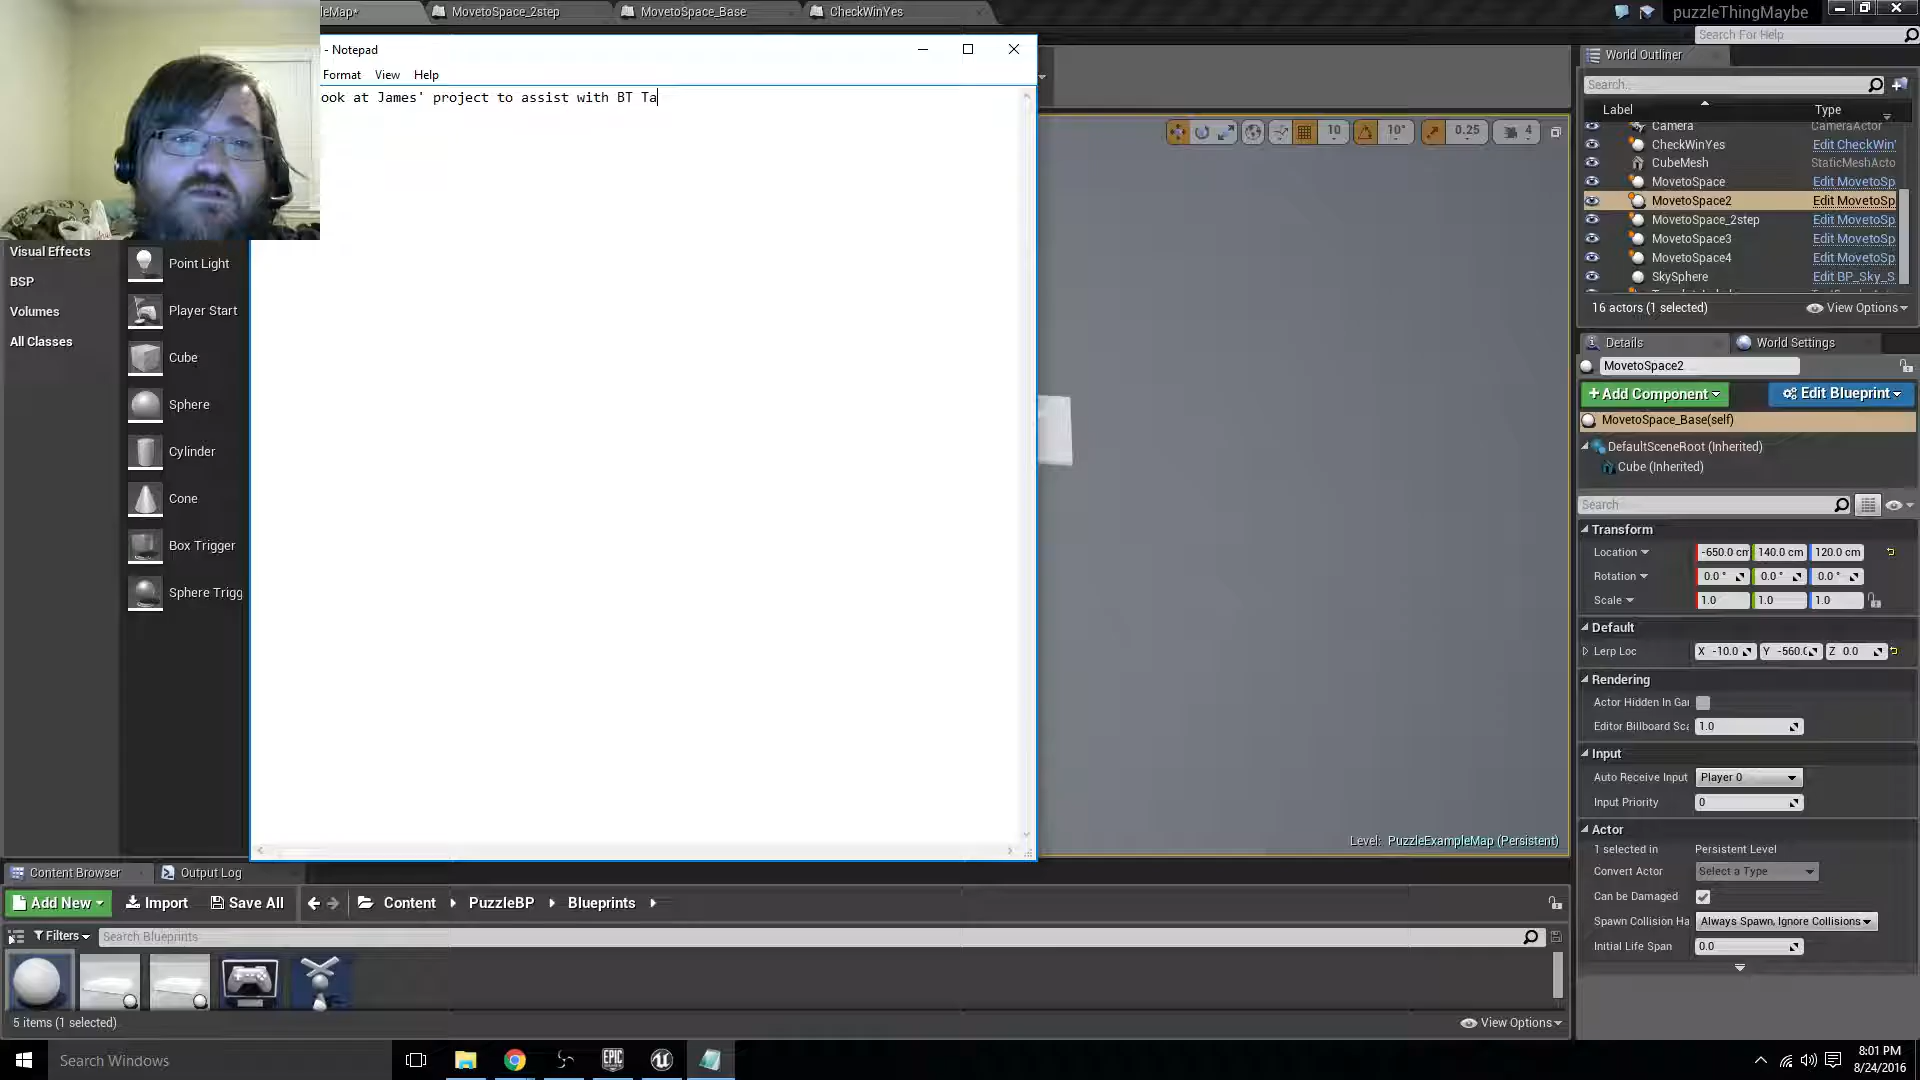 leMap*
MovetoSpace_2step
MovetoSpace_Base
CheckWinYes
puzzleThingMaybe
Search For Help
- Notepad
Format View Help
ook at James' project to assist with BT Ta
10
10°
0.25
4
World Outliner
Search...
Label Type
Camera CameraActor
CheckWinYes Edit CheckWin'
CubeMesh StaticMeshActo
MovetoSpace Edit MovetoSp
MovetoSpace2 Edit MovetoSp
MovetoSpace_2step Edit MovetoSp
MovetoSpace3 Edit MovetoSp
MovetoSpace4 Edit MovetoSp
SkySphere Edit BP_Sky_S
16 actors (1 selected) View Options
Details
World Settings
MovetoSpace2
+Add Component
Edit Blueprint
MovetoSpace_Base(self)
DefaultSceneRoot (Inherited)
Cube (Inherited)
Search
Transform
Location -650.0 cm 140.0 cm 120.0 cm
Rotation 0.0 ° 0.0 ° 0.0 °
Scale 1.0 1.0 1.0
Default
Lerp Loc X -10.0 Y -560.0 Z 0.0
Rendering
Actor Hidden In Gar
Editor Billboard Sca 1.0
Input
Auto Receive Input Player 0
Input Priority 0
Actor
1 selected in Persistent Level
Convert Actor Select a Type
Can be Damaged
Spawn Collision Ha Always Spawn, Ignore Collisions
Initial Life Span 0.0
Visual Effects
BSP
Volumes
All Classes
Point Light
Player Start
Cube
Sphere
Cylinder
Cone
Box Trigger
Sphere Trigg
Level: PuzzleExampleMap (Persistent)
Content Browser
Output Log
Add New Import Save All Content PuzzleBP Blueprints
Filters Search Blueprints
5 items (1 selected) View Options
Search Windows
8:01 PM
8/24/2016